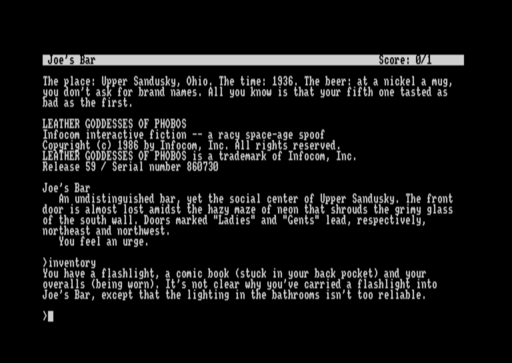 Joe's Bar Score: 0/1
The place: Upper Sandusky, Ohio. The time: 1936. The beer: at a nickel a mug,
you don't ask for brand names. All you know is that your fifth one tasted as
bad as the first.
LEATHER GODDESSES OF PHOBOS
Infocom interactive fiction -- a racy space-age spoof
Copyright (c) 1986 by Infocom, Inc. All rights reserved.
LEATHER GODDESSES OF PHOBOS is a trademark of Infocom, Inc.
Release 59 / Serial number 860730
Joe's Bar
An undistinguished bar, yet the social center of Upper Sandusky. The front
door is almost lost amidst the hazy maze of neon that shrouds the grimy glass
of the south wall. Doors marked "Ladies" and "Gents" lead, respectively,
northeast and northwest.
You feel an urge.
>inventory
You have a flashlight, a comic book (stuck in your back pocket) and your
overalls (being worn). It's not clear why you've carried a flashlight into
Joe's Bar, except that the lighting in the bathrooms isn't too reliable.
>